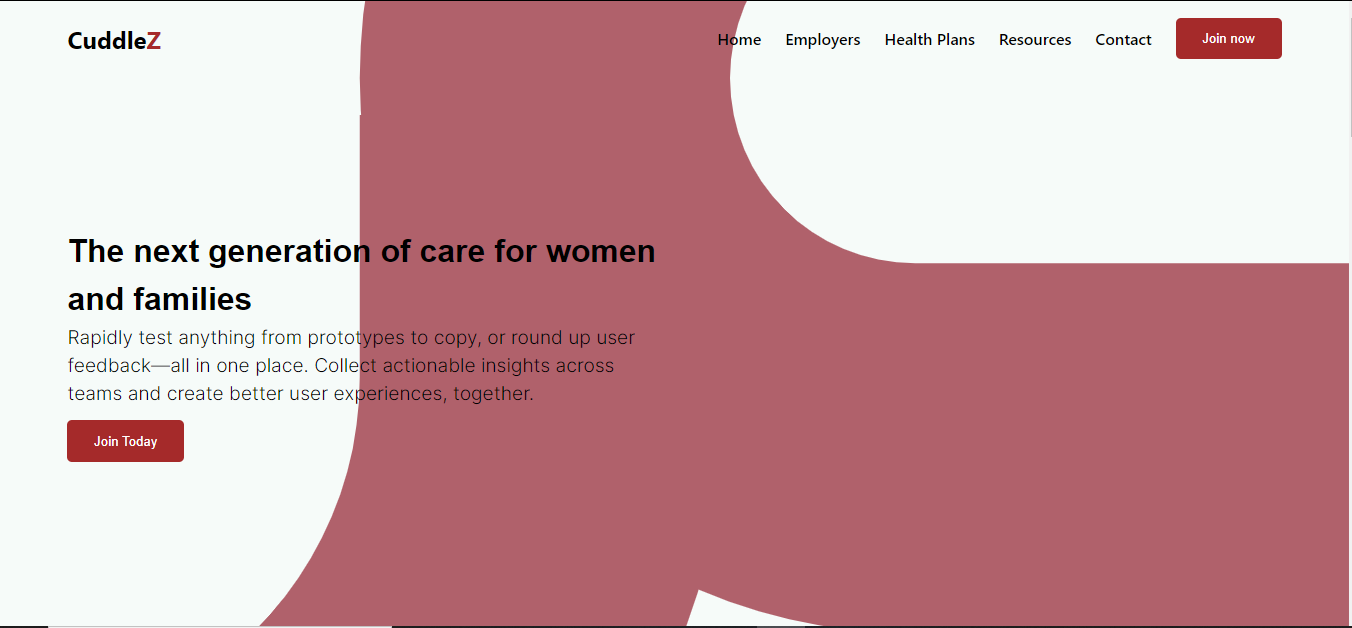 CuddleZ
Home Employers Health Plans Resources Contact Join now
The next generation of care for women
and families
Rapidly test anything from prototypes to copy, or round up user
feedback—all in one place. Collect actionable insights across
teams and create better user experiences, together.
Join Today